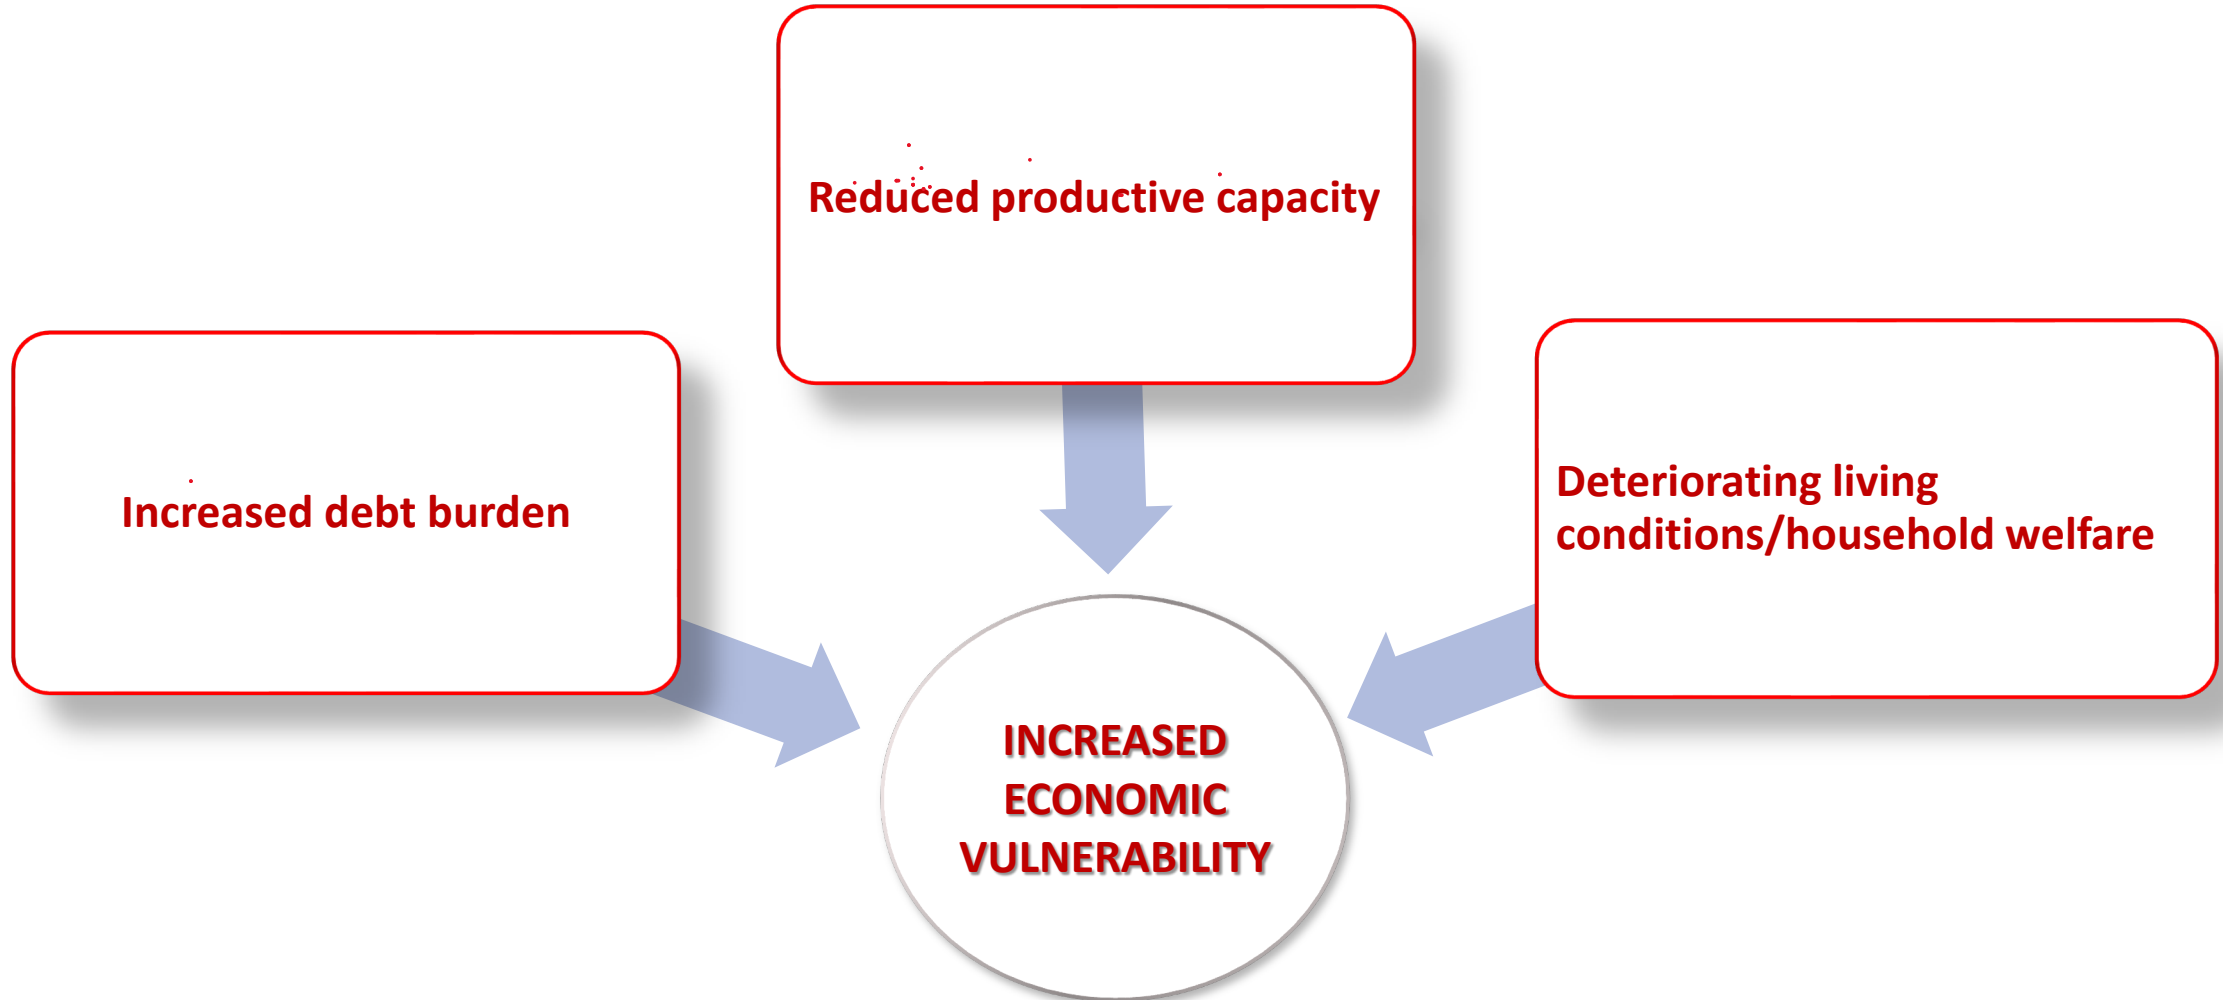 Reduced productive capacity
Increased debt burden
Deteriorating living
conditions/household welfare
INCREASED
ECONOMIC
VULNERABILITY